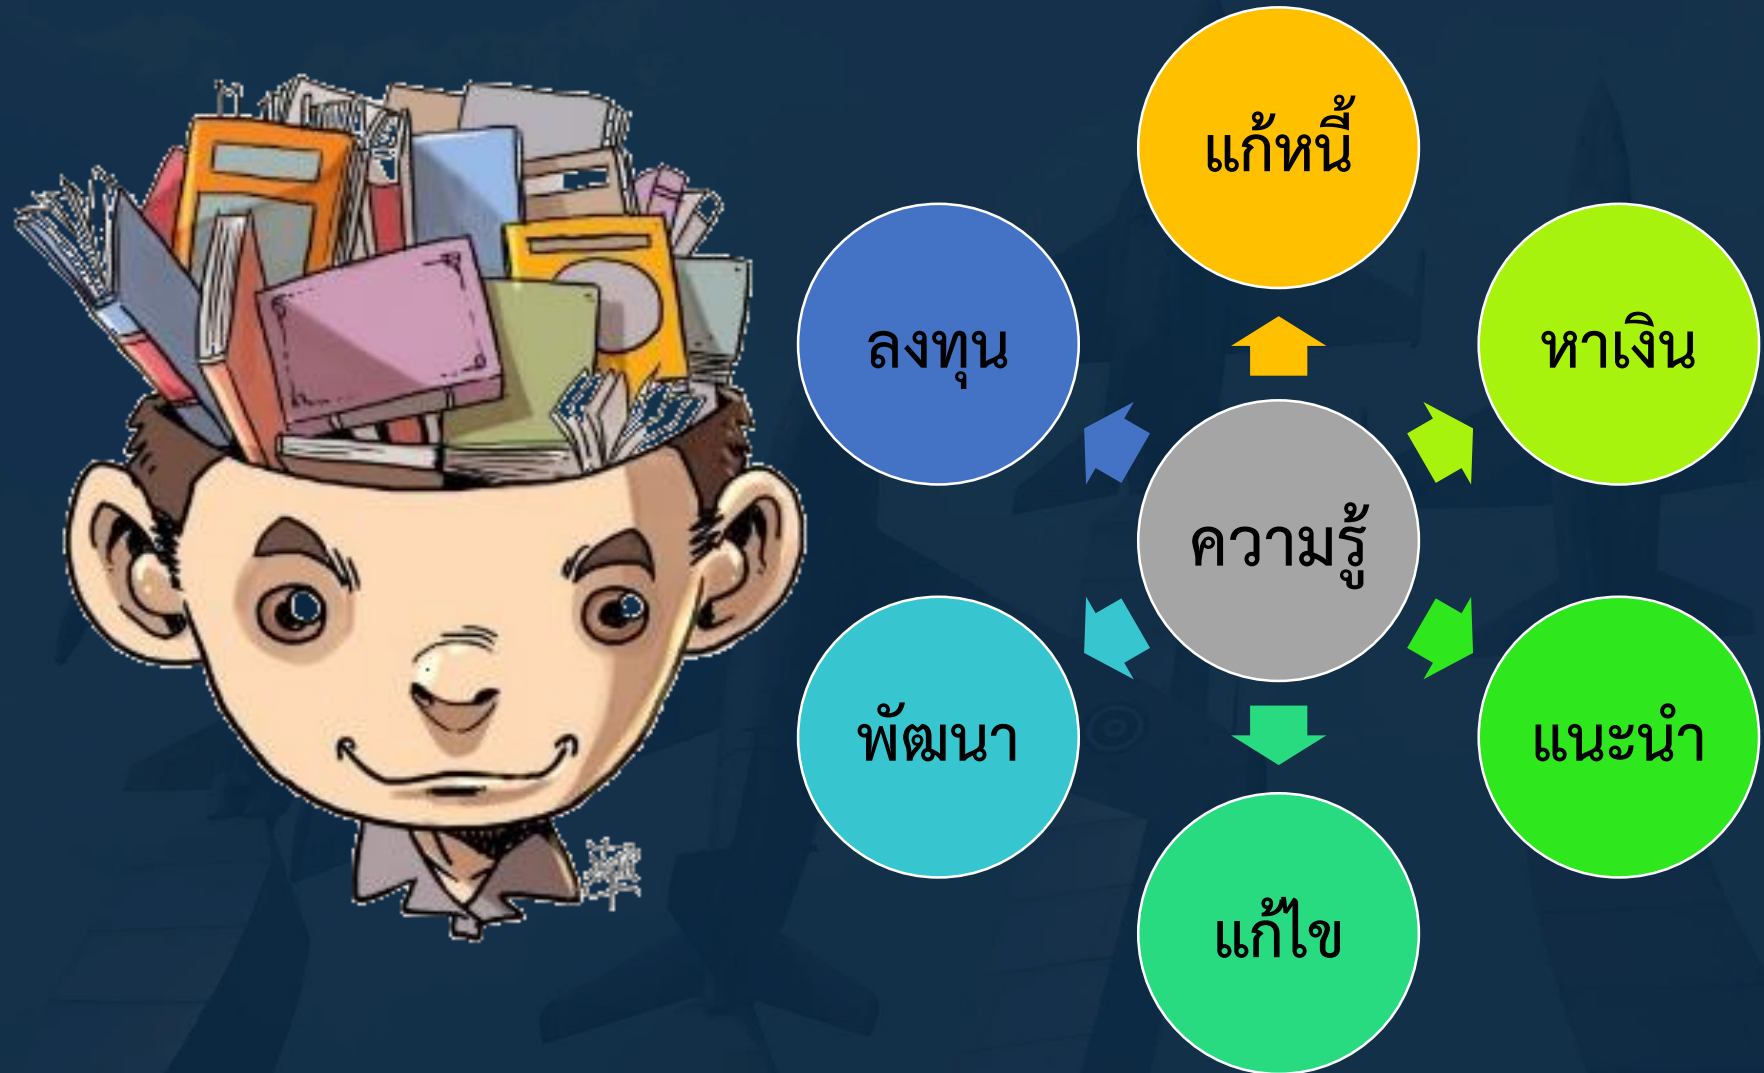 แก้หนี้
หาเงิน
แนะนำ
แก้ไข
พัฒนา
ลงทุน
ความรู้